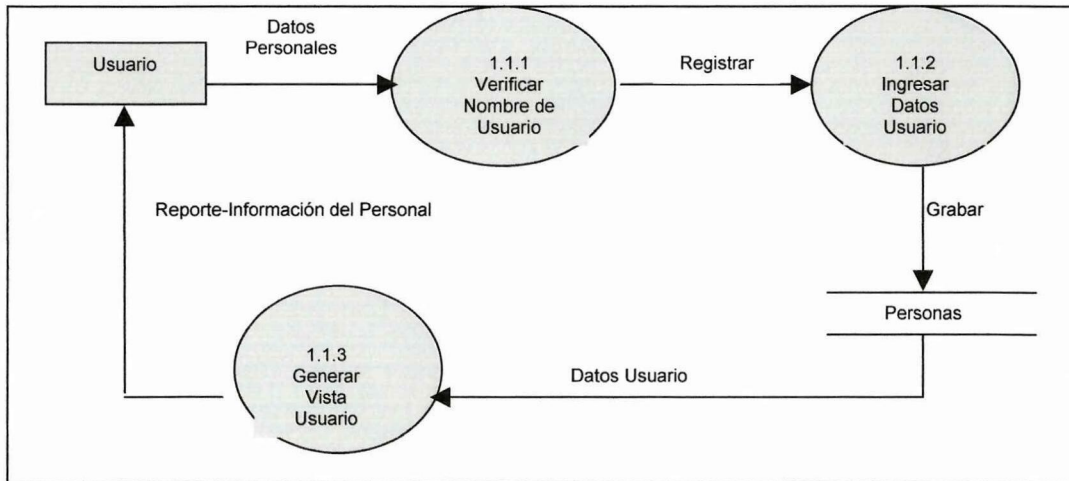 Datos
Personales
Usuario
1.1.1
Verificar
Nombre de
Usuario
Registrar
1.1.2
Ingresar
Datos
Usuario
Reporte-Información del Personal
Grabar
Personas
1.1.3
Generar
Vista
Usuario
Datos Usuario